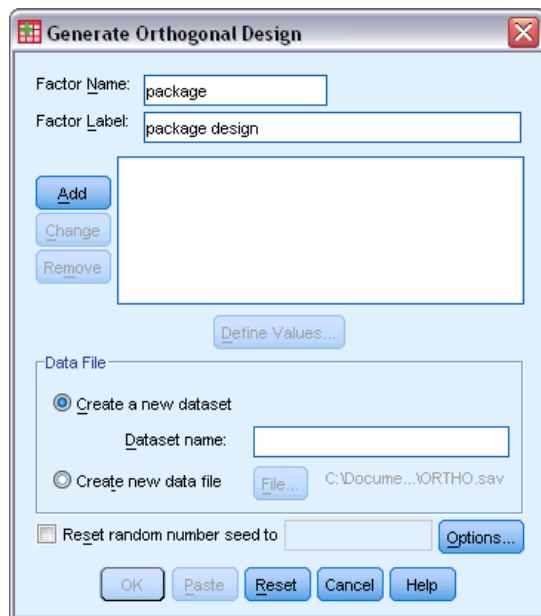 Generate Orthogonal Design
Factor Name: package
Factor Label: package design
Add
Change
Remove
Define Values...
Data File
Create a new dataset
Dataset name:
Create new data file File... C:\Docume...\ORTHO.sav
Reset random number seed to Options...
OK Paste Reset Cancel Help